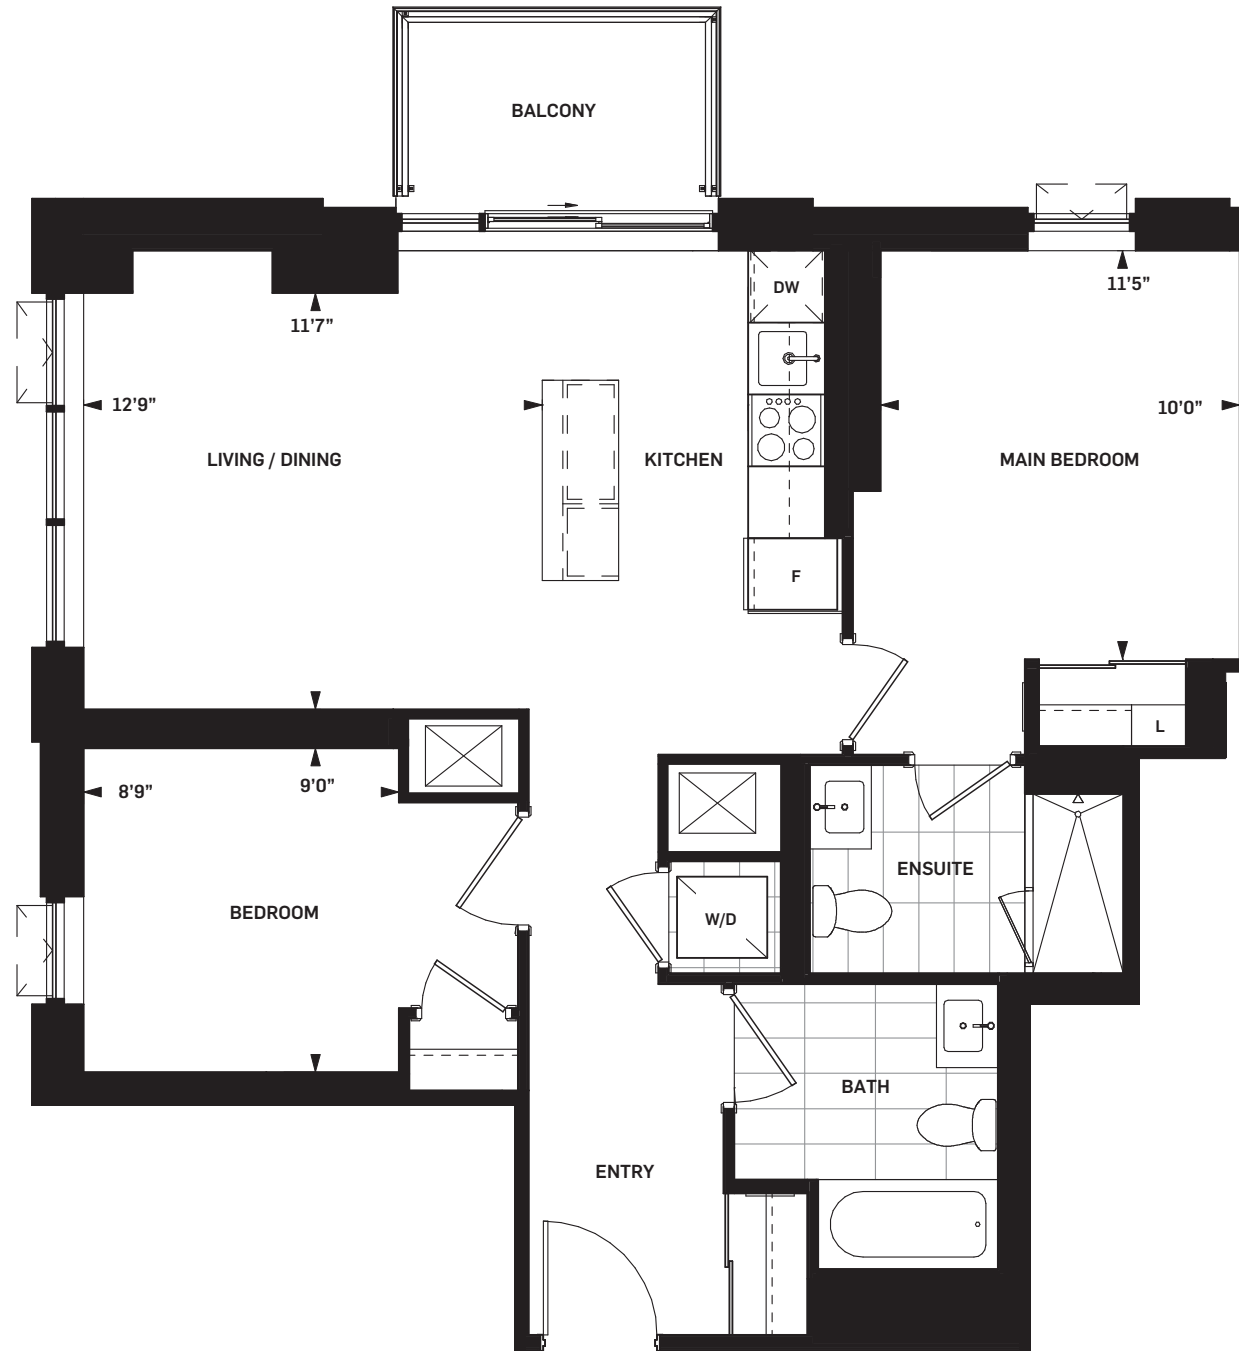 BALCONY
DW
11’5”
11’7”
12’9”
10’0”
LIVING / DINING
KITCHEN
MAIN BEDROOM
F
L
9’0”
8’9”
ENSUITE
BEDROOM
W/D
BATH
ENTRY